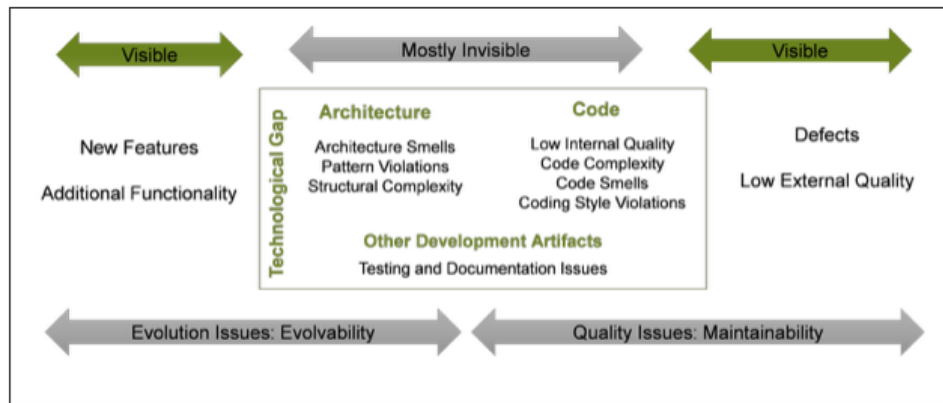 Visible
Mostly Invisible
Visible
New Features
Additional Functionality
Technological Gap
Architecture
Architecture Smells
Pattern Violations
Structural Complexity
Code
Low Internal Quality
Code Complexity
Code Smells
Coding Style Violations
Other Development Artifacts
Testing and Documentation Issues
Defects
Low External Quality
Evolution Issues: Evolvability
Quality Issues: Maintainability